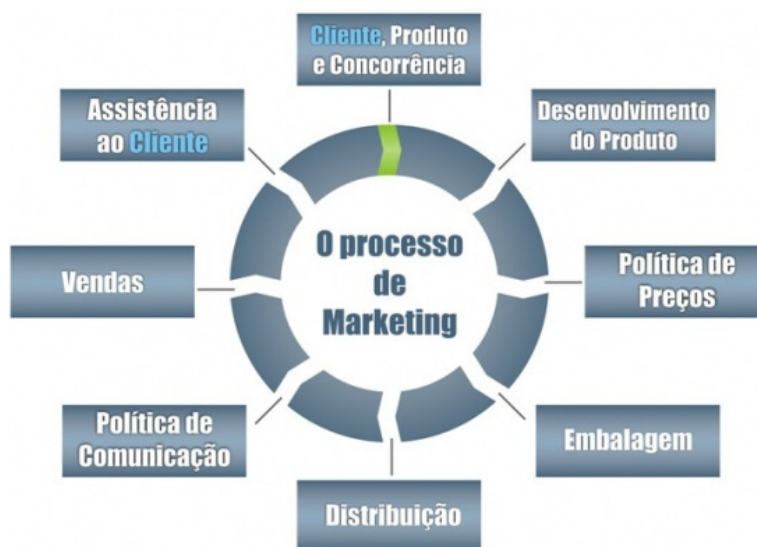 Cliente, Produto
e Concorrência
Desenvolvimento
do Produto
Política de
Preços
Embalagem
Distribuição
Política de
Comunicação
Vendas
Assistência
ao Cliente
O processo
de
Marketing